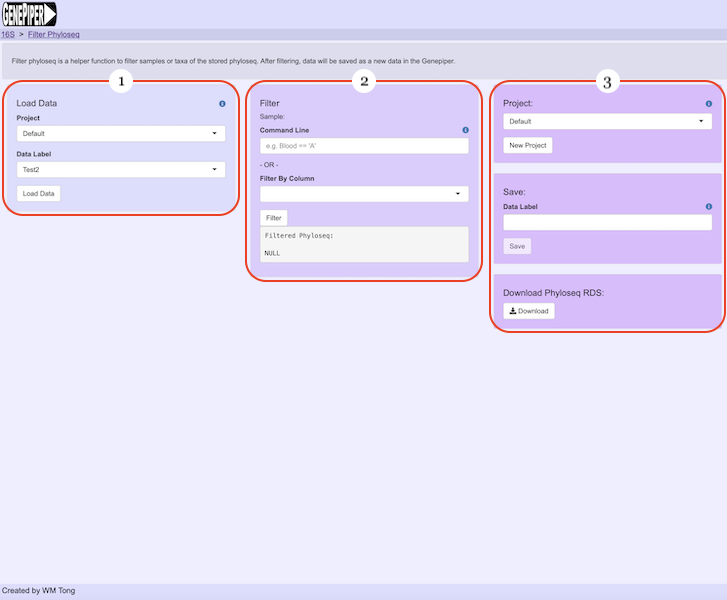 GENEPIPER
16S > Filter Phyloseq
Filter phyloseq is a helper function to filter samples or taxa of the stored phyloseq. After filtering, data will be saved as a new data in the Genepiper.
1
Load Data
Project
Default
Data Label
Test2
Load Data
2
Filter
Sample:
Command Line
e.g. Blood == 'A'
- OR -
Filter By Column
Filter
Filtered Phyloseq:
NULL
3
Project:
Default
New Project
Save:
Data Label
Save
Download Phyloseq RDS:
Download
Created by WM Tong